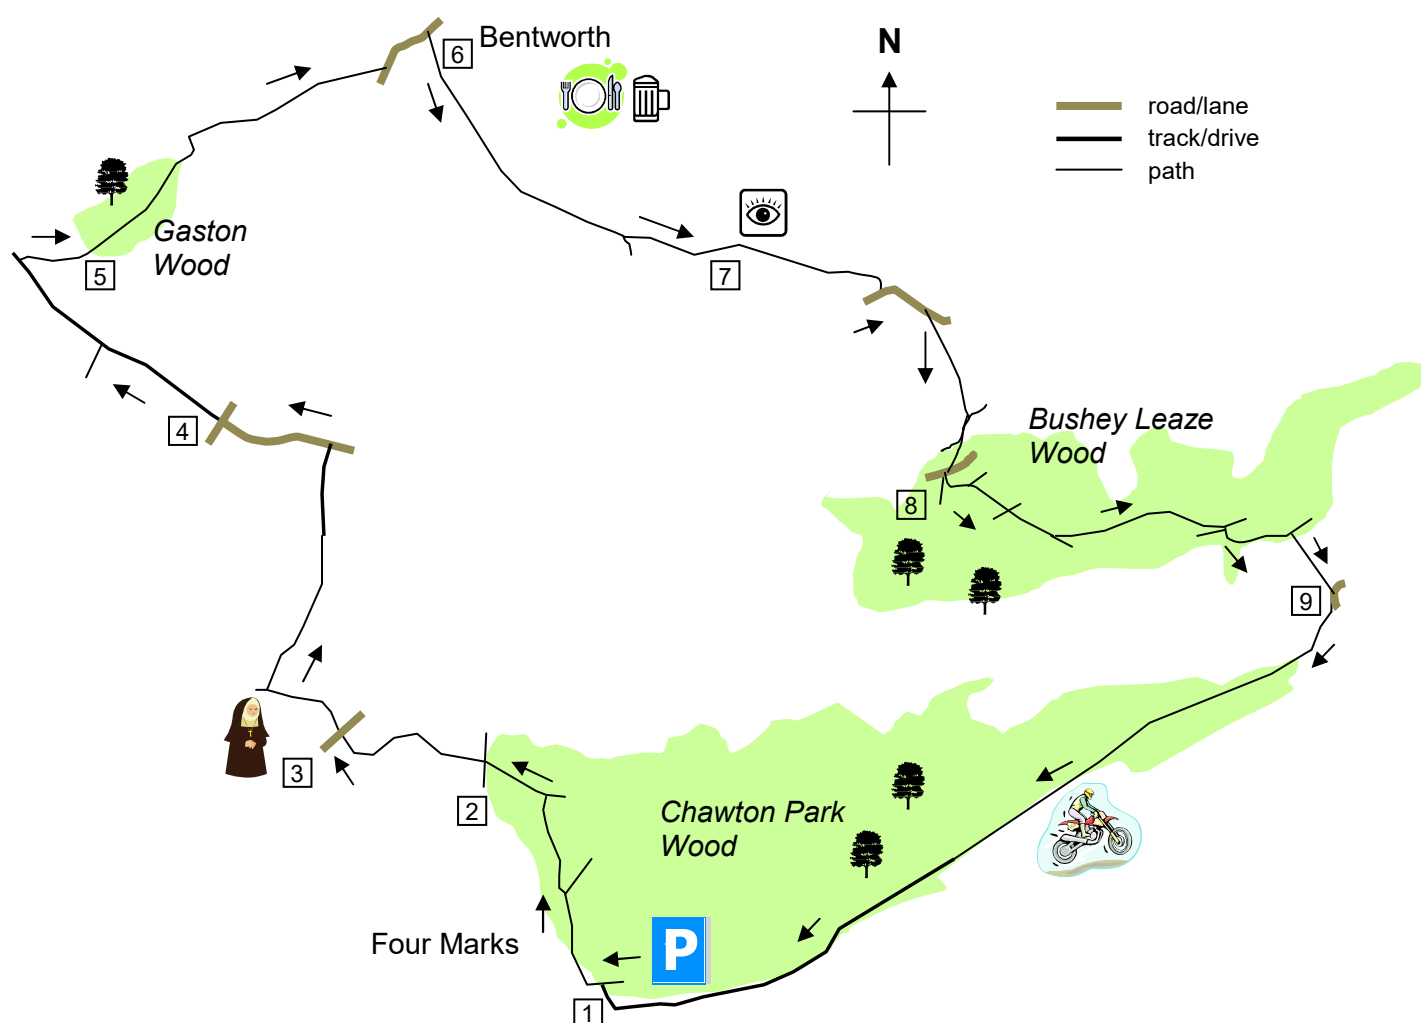 6
Bentworth
N
road/lane
track/drive
path
Gaston
Wood
5
7
4
Bushey Leaze
Wood
8
9
3
2
Chawton Park
Wood
Four Marks
P
1